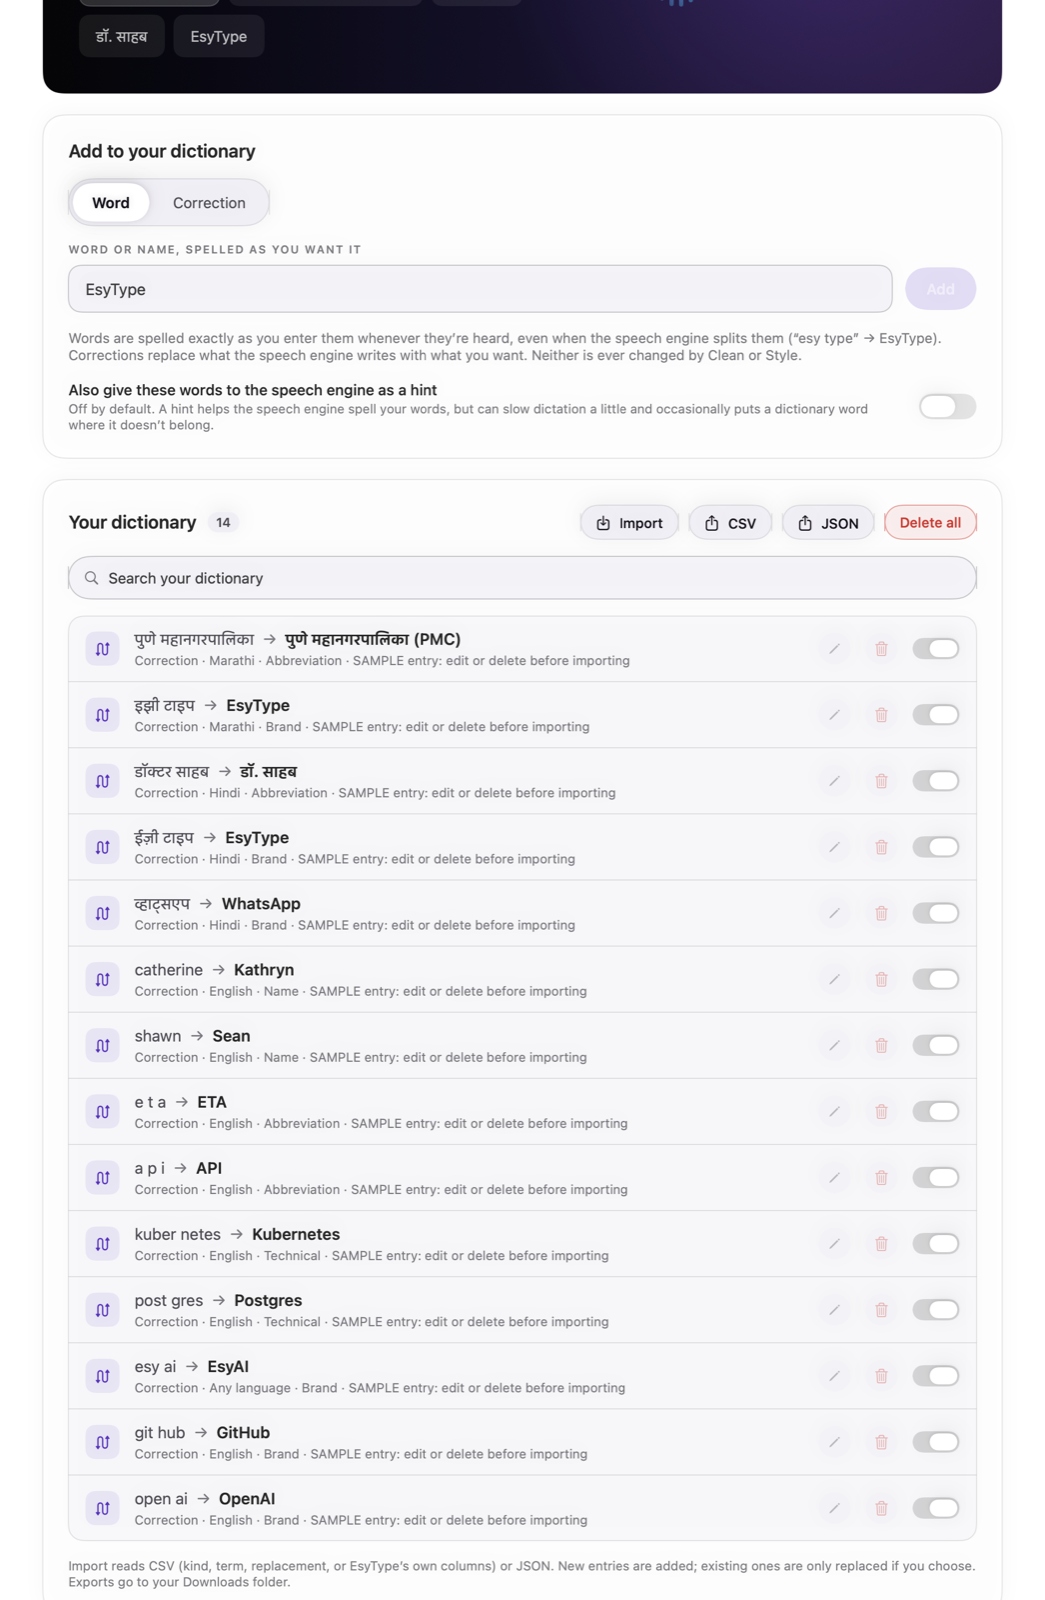 डॉ. साहब
EsyType
Add to your dictionary
Word
Correction
WORD OR NAME, SPELLED AS YOU WANT IT
EsyType
Add
Words are spelled exactly as you enter them whenever they’re heard, even when the speech engine splits them (“esy type” → EsyType).
Corrections replace what the speech engine writes with what you want. Neither is ever changed by Clean or Style.
Also give these words to the speech engine as a hint
Off by default. A hint helps the speech engine spell your words, but can slow dictation a little and occasionally puts a dictionary word
where it doesn’t belong.
Your dictionary 14
Import
CSV
JSON
Delete all
Search your dictionary
पुणे महानगरपालिका → पुणे महानगरपालिका (PMC)
Correction · Marathi · Abbreviation · SAMPLE entry: edit or delete before importing
इझी टाइप → EsyType
Correction · Marathi · Brand · SAMPLE entry: edit or delete before importing
डॉक्टर साहब → डॉ. साहब
Correction · Hindi · Abbreviation · SAMPLE entry: edit or delete before importing
ईज़ी टाइप → EsyType
Correction · Hindi · Brand · SAMPLE entry: edit or delete before importing
व्हाट्सएप → WhatsApp
Correction · Hindi · Brand · SAMPLE entry: edit or delete before importing
catherine → Kathryn
Correction · English · Name · SAMPLE entry: edit or delete before importing
shawn → Sean
Correction · English · Name · SAMPLE entry: edit or delete before importing
e t a → ETA
Correction · English · Abbreviation · SAMPLE entry: edit or delete before importing
a p i → API
Correction · English · Abbreviation · SAMPLE entry: edit or delete before importing
kuber netes → Kubernetes
Correction · English · Technical · SAMPLE entry: edit or delete before importing
post gres → Postgres
Correction · English · Technical · SAMPLE entry: edit or delete before importing
esy ai → EsyAI
Correction · Any language · Brand · SAMPLE entry: edit or delete before importing
git hub → GitHub
Correction · English · Brand · SAMPLE entry: edit or delete before importing
open ai → OpenAI
Correction · English · Brand · SAMPLE entry: edit or delete before importing
Import reads CSV (kind, term, replacement, or EsyType’s own columns) or JSON. New entries are added; existing ones are only replaced if you choose.
Exports go to your Downloads folder.